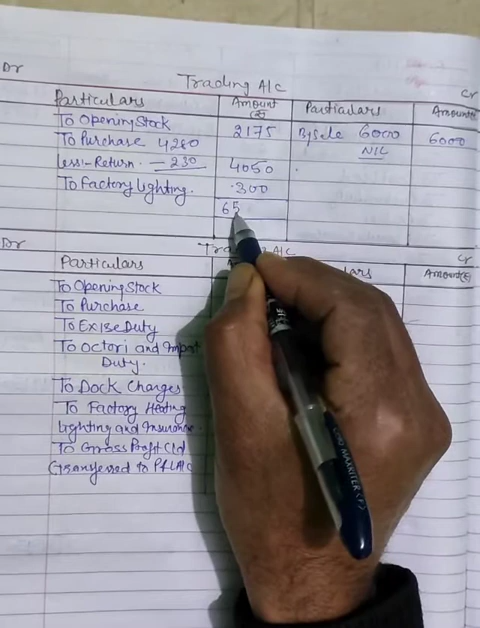 Dr
Trading A/c
Cr
Particulars Amount (₹) Particulars Amount(₹)
To Opening Stock 2175 By Sale 6000 6000
To Purchase 4280 NIL
Less:- Return. — 230 4050
To Factory Lighting. 300
65
Dr
A/c
Cr
Particulars Amount(₹)
To Opening Stock
To Purchase
To Exise Duty
To Octori and Import
Duty.
To Dock Charges
To Factory Heating
Lighting and Insurance.
To Gross Profit C/d
(Transferred to P&L A/c